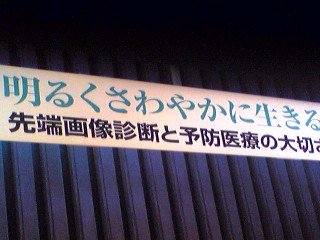 明るくさわやかに生きる
先端画像診断と予防医療の大切さ